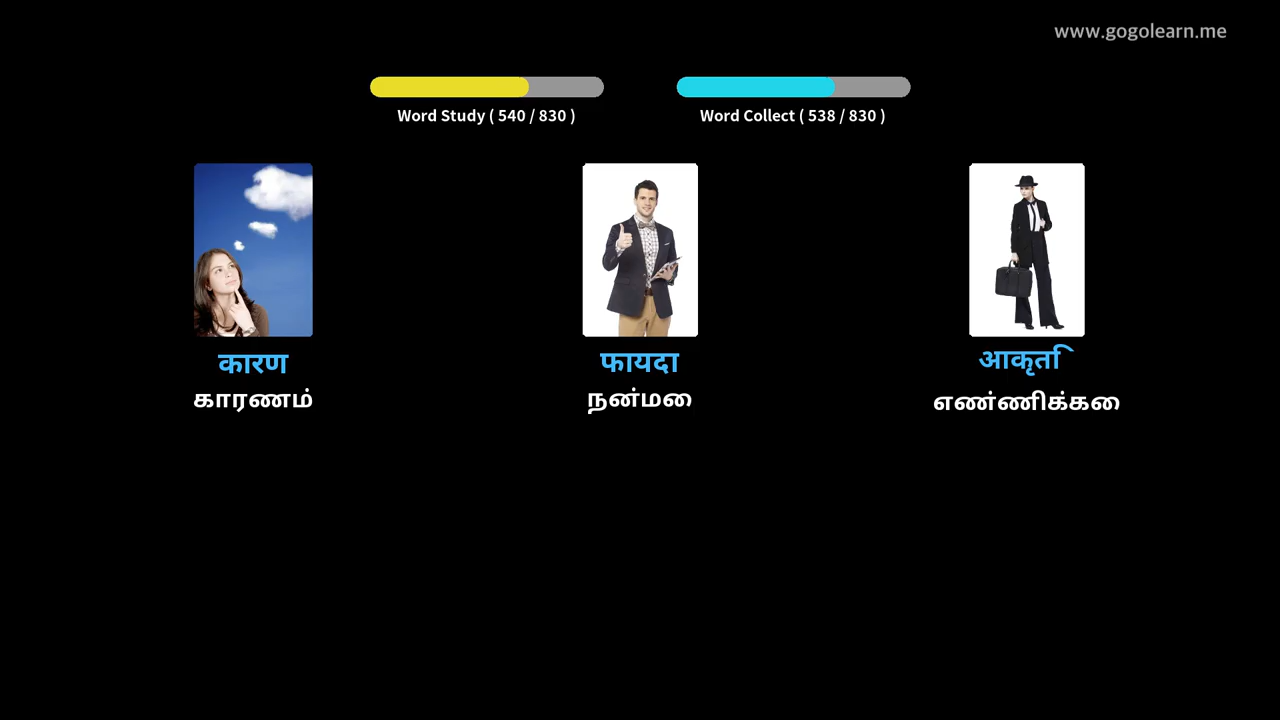 www.gogolearn.me
Word Study ( 540 / 830 )
Word Collect ( 538 / 830 )
कारण
फायदा
आकृति
காரணம்
நன்மை
எண்ணிக்கை